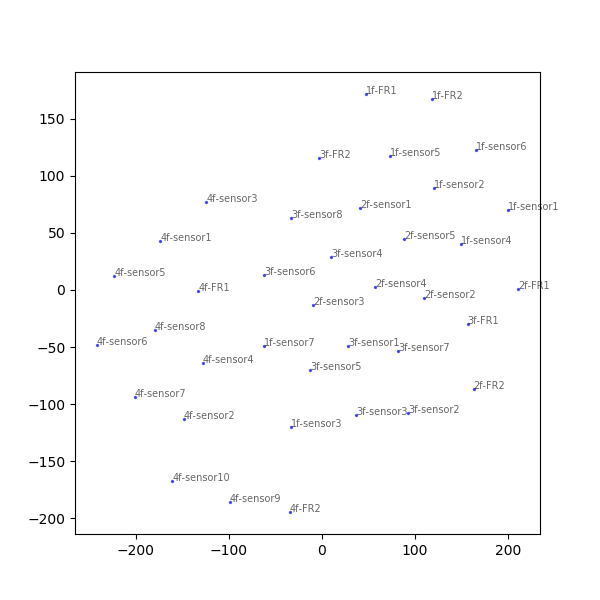 1f-FR1
1f-FR2
150
1f-sensor6
3f-FR2
1f-sensor5
100
1f-sensor2
4f-sensor3
2f-sensor1
1f-sensor1
3f-sensor8
50
4f-sensor1
2f-sensor5
1f-sensor4
3f-sensor4
4f-sensor5
3f-sensor6
0
4f-FR1
2f-sensor4
2f-FR1
2f-sensor2
2f-sensor3
3f-FR1
4f-sensor8
−50
4f-sensor6
1f-sensor7
3f-sensor1
3f-sensor7
4f-sensor4
3f-sensor5
2f-FR2
4f-sensor7
−100
4f-sensor2
3f-sensor3
3f-sensor2
1f-sensor3
−150
4f-sensor10
4f-sensor9
4f-FR2
−200
−200
−100
0
100
200